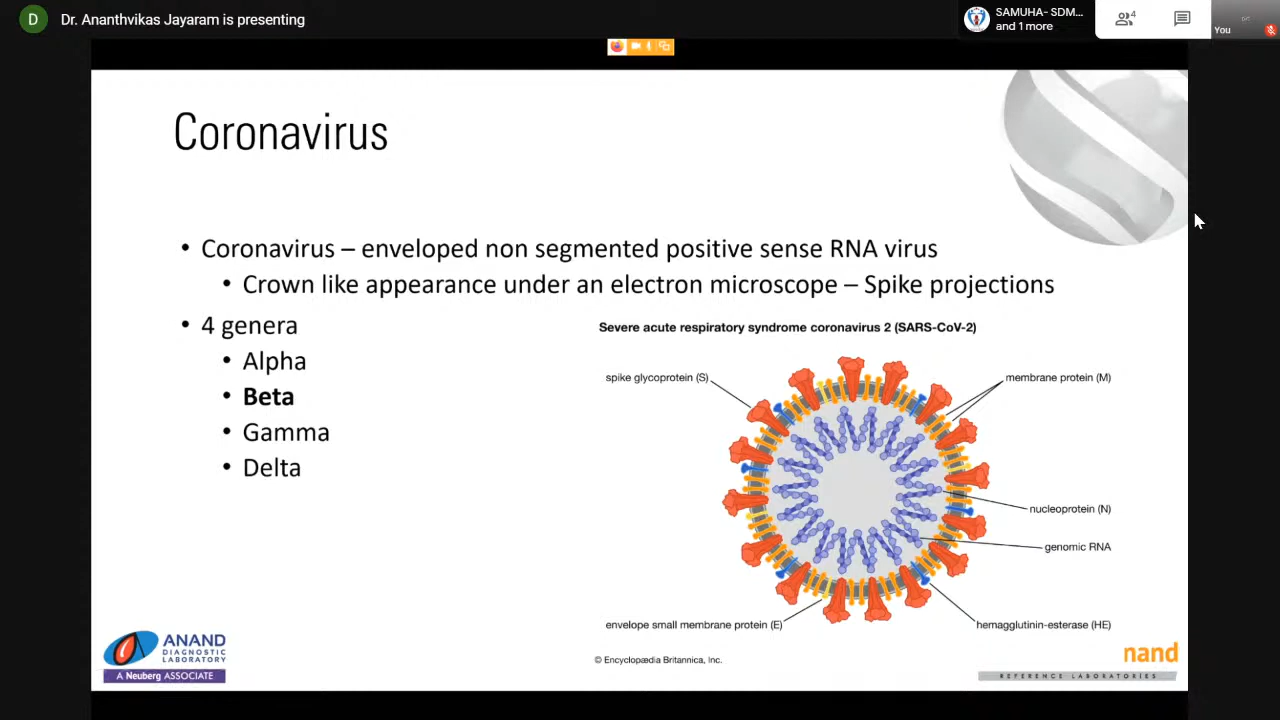 D
Dr. Ananthvikas Jayaram is presenting
SAMUHA- SDM...
and 1 more
4
You
Coronavirus
• Coronavirus – enveloped non segmented positive sense RNA virus
• Crown like appearance under an electron microscope – Spike projections
• 4 genera
• Alpha
• Beta
• Gamma
• Delta
Severe acute respiratory syndrome coronavirus 2 (SARS-CoV-2)
spike glycoprotein (S)
membrane protein (M)
nucleoprotein (N)
genomic RNA
envelope small membrane protein (E)
hemagglutinin-esterase (HE)
© Encyclopædia Britannica, Inc.
ANAND
DIAGNOSTIC
LABORATORY
A Neuberg ASSOCIATE
nand
REFERENCE LABORATORIES